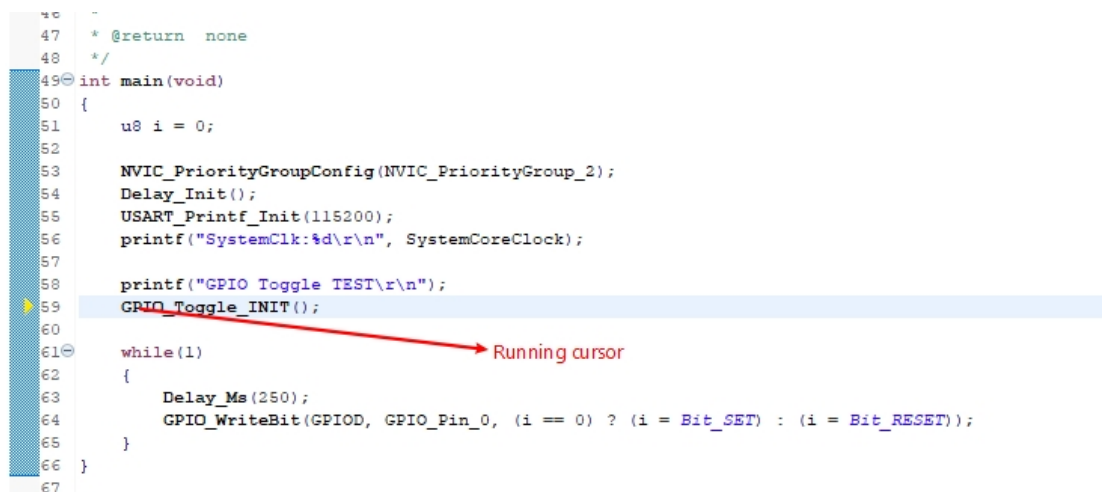 47 * @return none
48 */
49 int main(void)
50 {
51 u8 i = 0;
52
53 NVIC_PriorityGroupConfig(NVIC_PriorityGroup_2);
54 Delay_Init();
55 USART_Printf_Init(115200);
56 printf("SystemClk:%d\r\n", SystemCoreClock);
57
58 printf("GPIO Toggle TEST\r\n");
59 GPIO_Toggle_INIT();
60
61 while(1)
Running cursor
62 {
63 Delay_Ms(250);
64 GPIO_WriteBit(GPIOD, GPIO_Pin_0, (i == 0) ? (i = Bit_SET) : (i = Bit_RESET));
65 }
66 }
67